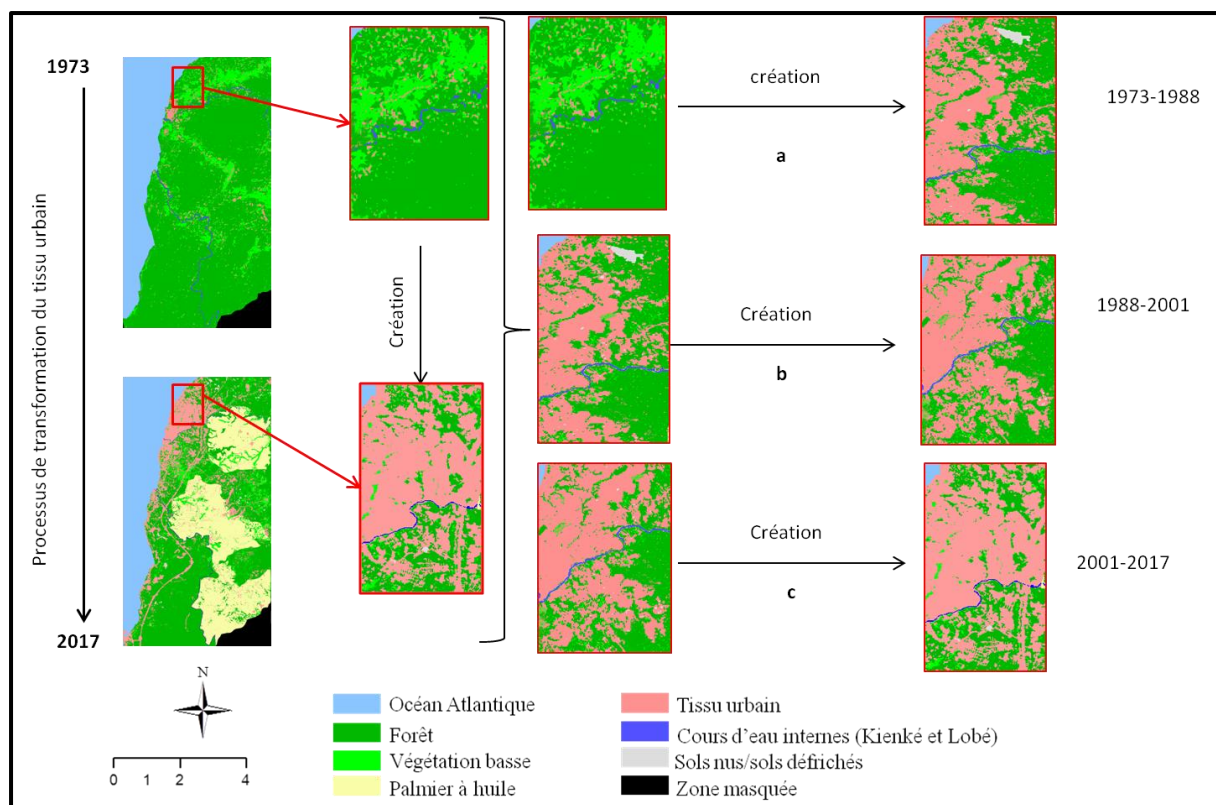 1973
Processus de transformation du tissu urbain
2017
Création
création
a
1973-1988
Création
b
1988-2001
Création
c
2001-2017
N
0 2 4
Océan Atlantique
Forêt
Végétation basse
Palmier à huile
Tissu urbain
Cours d'eau internes (Kienké et Lobé)
Sols nus/sols défrichés
Zone masquée